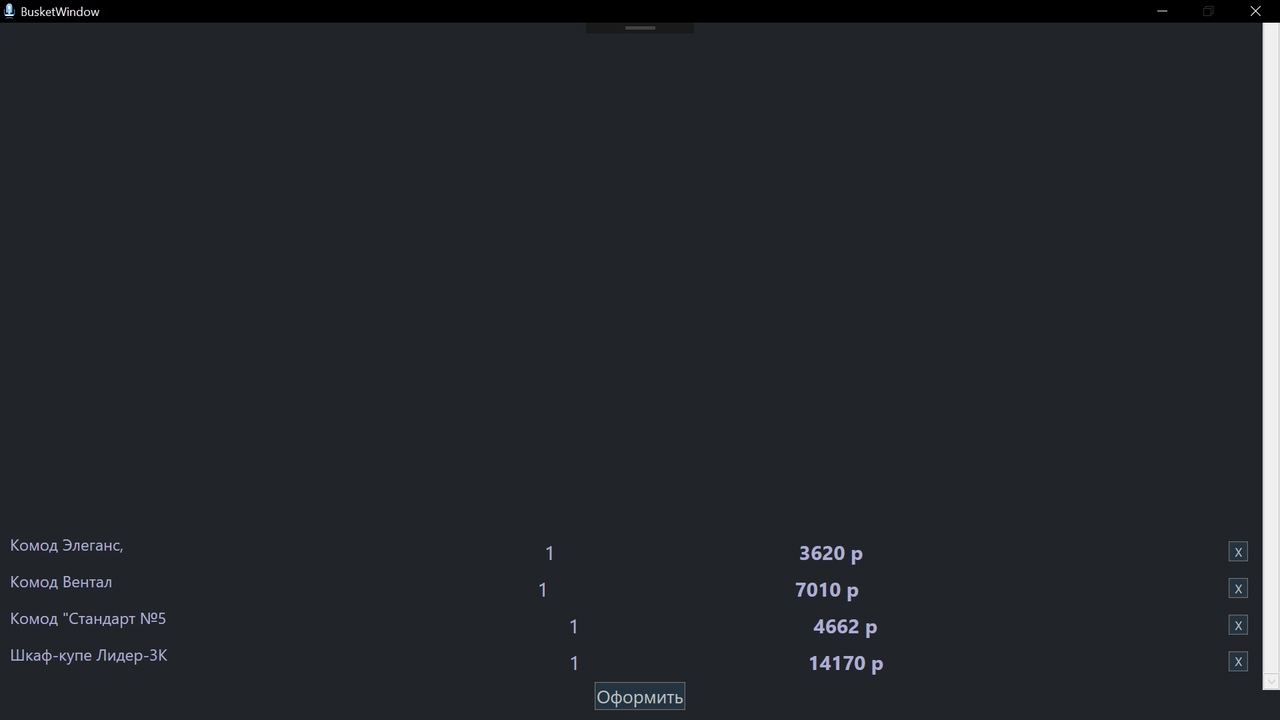 BusketWindow
Комод Элеганс, 1 3620 р X
Комод Вентал 1 7010 р X
Комод "Стандарт №5 1 4662 р X
Шкаф-купе Лидер-3К 1 14170 р X
Оформить